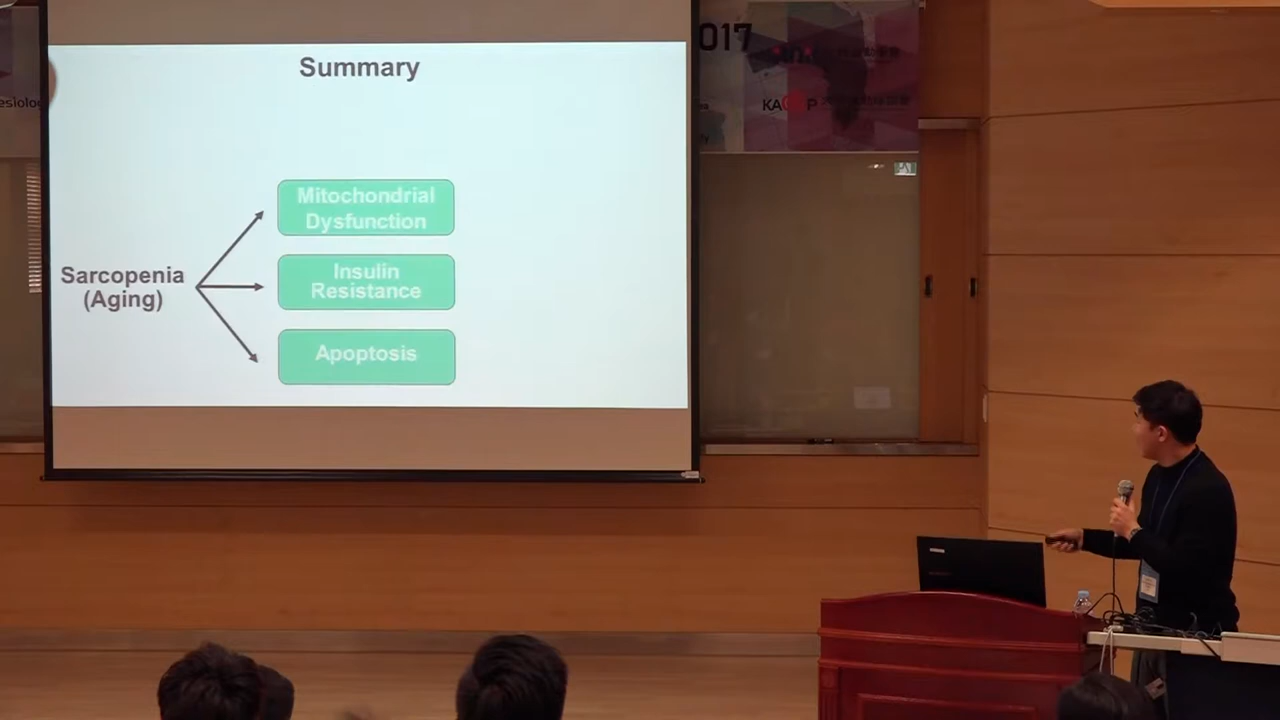 Summary
Mitochondrial
Dysfunction
Insulin
Resistance
Sarcopenia
(Aging)
Apoptosis
017
KA
P